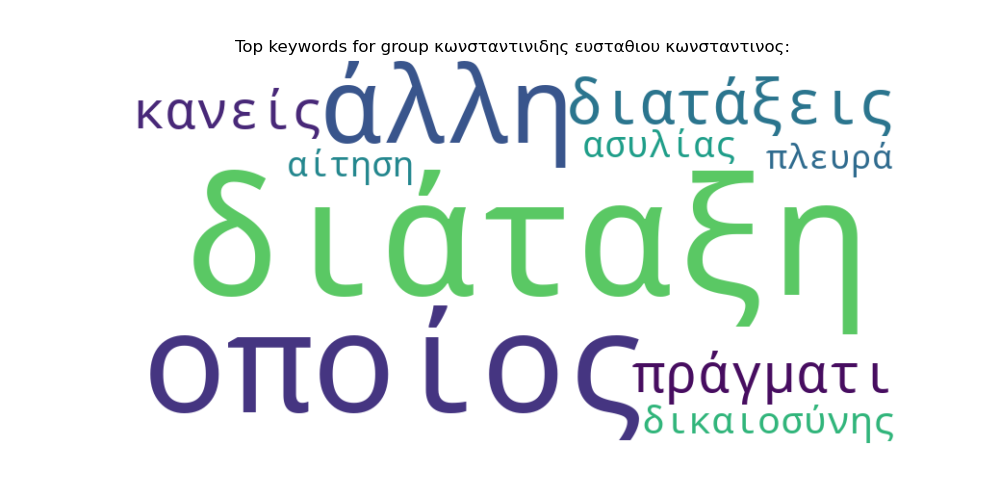 Top keywords for group κωνσταντινιδης ευσταθιου κωνσταντινος:
κανείς άλλη διατάξεις
αίτηση ασυλίας πλευρά
διάταξη
οποίος πράγματι
δικαιοσύνης